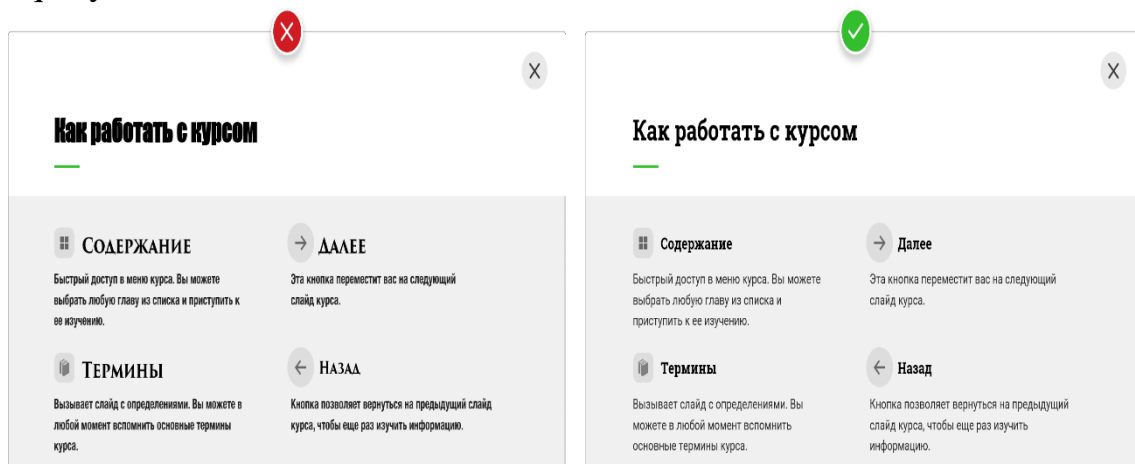 Как работать с курсом
Содержание
Быстрый доступ в меню курса. Вы можете
выбрать любую главу из списка и приступить к
ее изучению.
Далее
Эта кнопка переместит вас на следующий
слайд курса.
Термины
Вызывает слайд с определениями. Вы можете в
любой момент вспомнить основные термины
курса.
Назад
Кнопка позволяет вернуться на предыдущий слайд
курса, чтобы еще раз изучить информацию.
Как работать с курсом
Содержание
Быстрый доступ в меню курса. Вы можете
выбрать любую главу из списка и
приступить к ее изучению.
Далее
Эта кнопка переместит вас на следующий
слайд курса.
Термины
Вызывает слайд с определениями. Вы
можете в любой момент вспомнить
основные термины курса.
Назад
Кнопка позволяет вернуться на предыдущий
слайд курса, чтобы еще раз изучить
информацию.